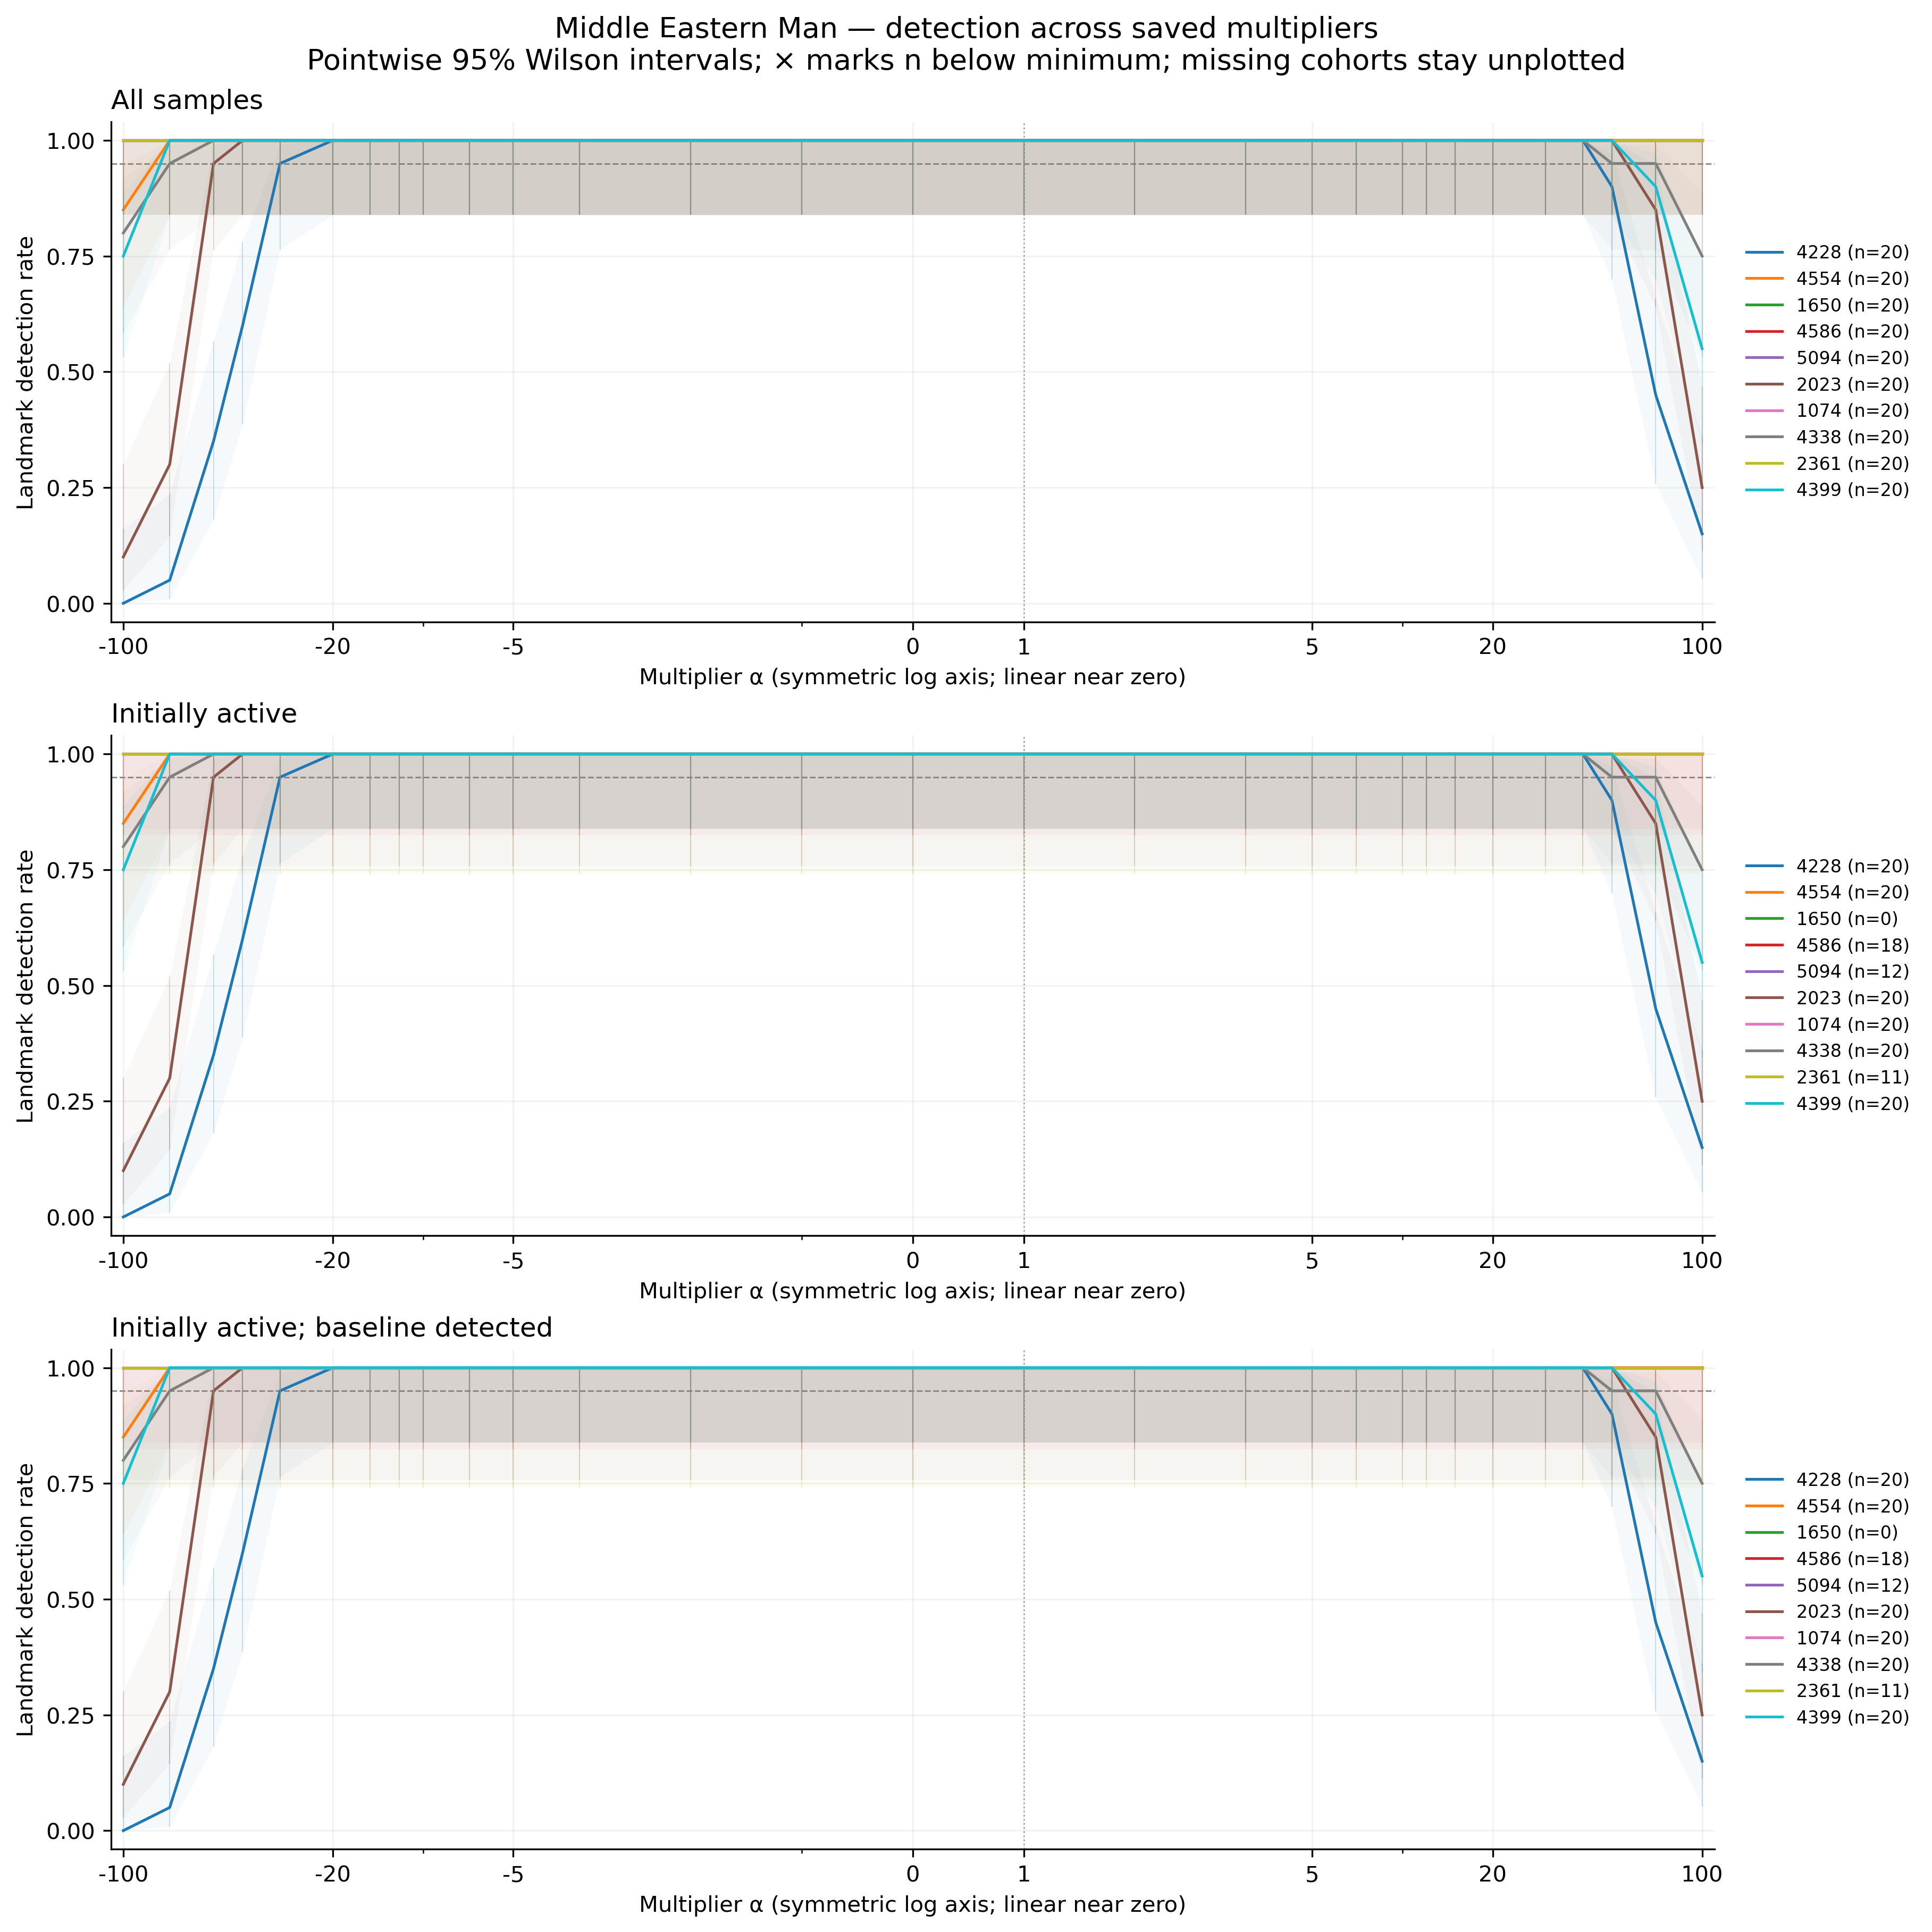 Middle Eastern Man — detection across saved multipliers
Pointwise 95% Wilson intervals; × marks n below minimum; missing cohorts stay unplotted
All samples
Landmark detection rate
1.00
0.75
0.50
0.25
0.00
-100
-20
-5
0
1
5
20
100
Multiplier α (symmetric log axis; linear near zero)
4228 (n=20)
4554 (n=20)
1650 (n=20)
4586 (n=20)
5094 (n=20)
2023 (n=20)
1074 (n=20)
4338 (n=20)
2361 (n=20)
4399 (n=20)
Initially active
Landmark detection rate
1.00
0.75
0.50
0.25
0.00
-100
-20
-5
0
1
5
20
100
Multiplier α (symmetric log axis; linear near zero)
4228 (n=20)
4554 (n=20)
1650 (n=0)
4586 (n=18)
5094 (n=12)
2023 (n=20)
1074 (n=20)
4338 (n=20)
2361 (n=11)
4399 (n=20)
Initially active; baseline detected
Landmark detection rate
1.00
0.75
0.50
0.25
0.00
-100
-20
-5
0
1
5
20
100
Multiplier α (symmetric log axis; linear near zero)
4228 (n=20)
4554 (n=20)
1650 (n=0)
4586 (n=18)
5094 (n=12)
2023 (n=20)
1074 (n=20)
4338 (n=20)
2361 (n=11)
4399 (n=20)